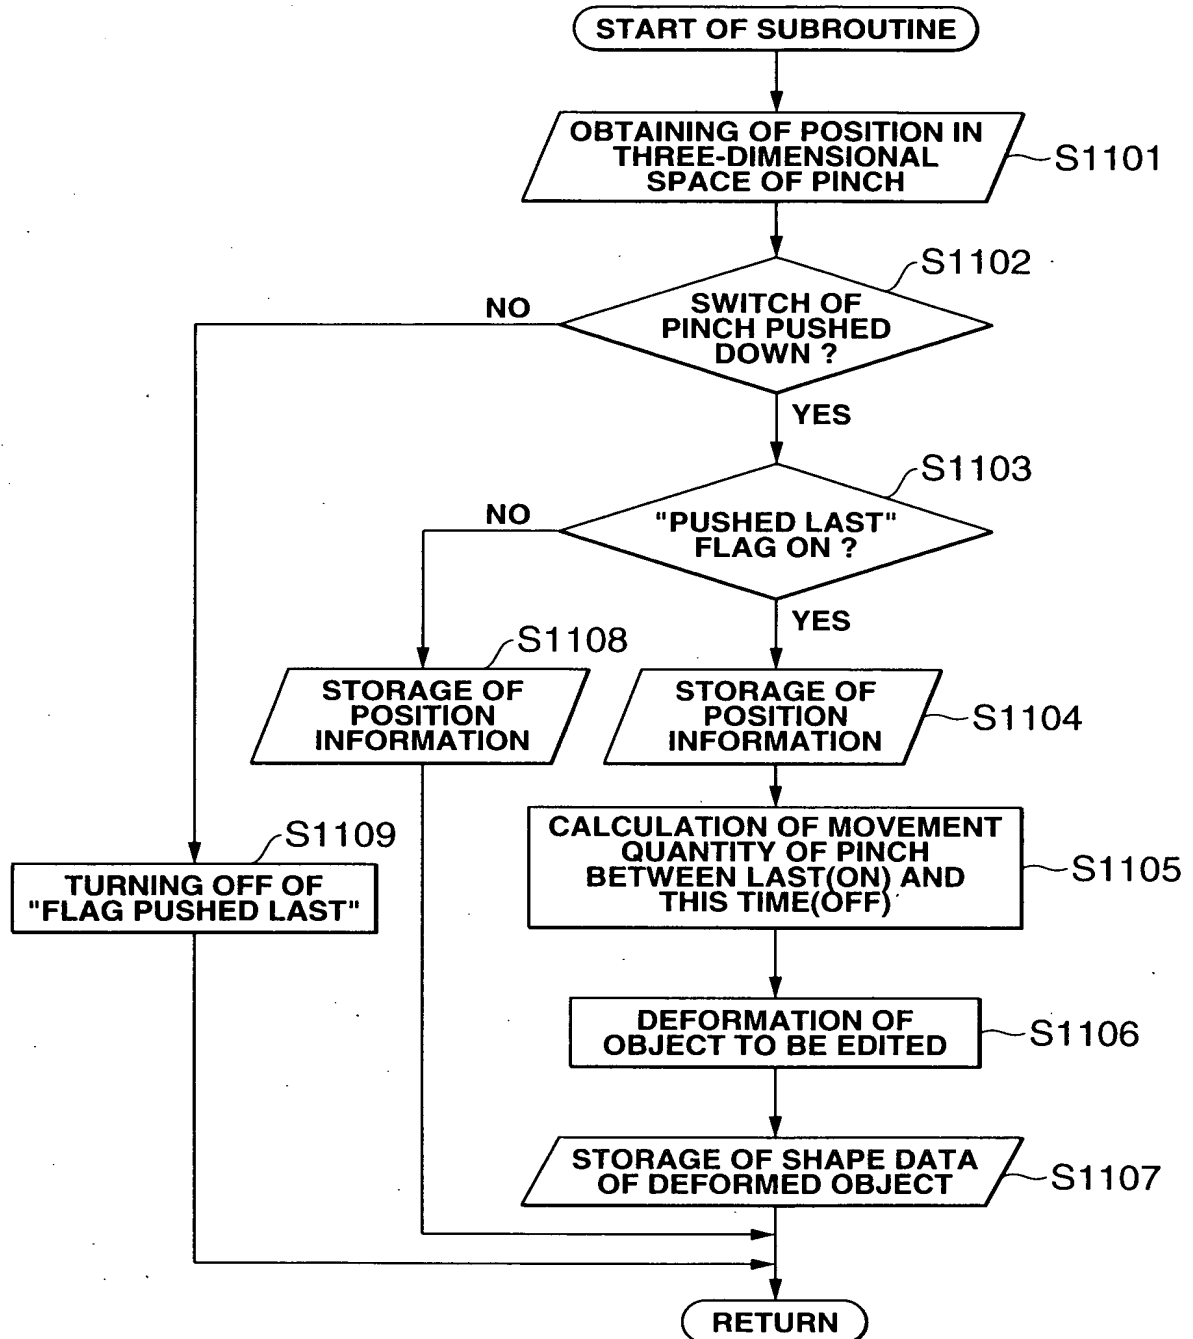 START OF SUBROUTINE
OBTAINING OF POSITION IN
THREE-DIMENSIONAL
SPACE OF PINCH
S1101
S1102
SWITCH OF
PINCH PUSHED
DOWN ?
NO
YES
S1103
"PUSHED LAST"
FLAG ON ?
NO
YES
S1108
STORAGE OF
POSITION
INFORMATION
STORAGE OF
POSITION
INFORMATION
S1104
CALCULATION OF MOVEMENT
QUANTITY OF PINCH
BETWEEN LAST(ON) AND
THIS TIME(OFF)
S1105
S1109
TURNING OFF OF
"FLAG PUSHED LAST"
DEFORMATION OF
OBJECT TO BE EDITED
S1106
STORAGE OF SHAPE DATA
OF DEFORMED OBJECT
S1107
RETURN